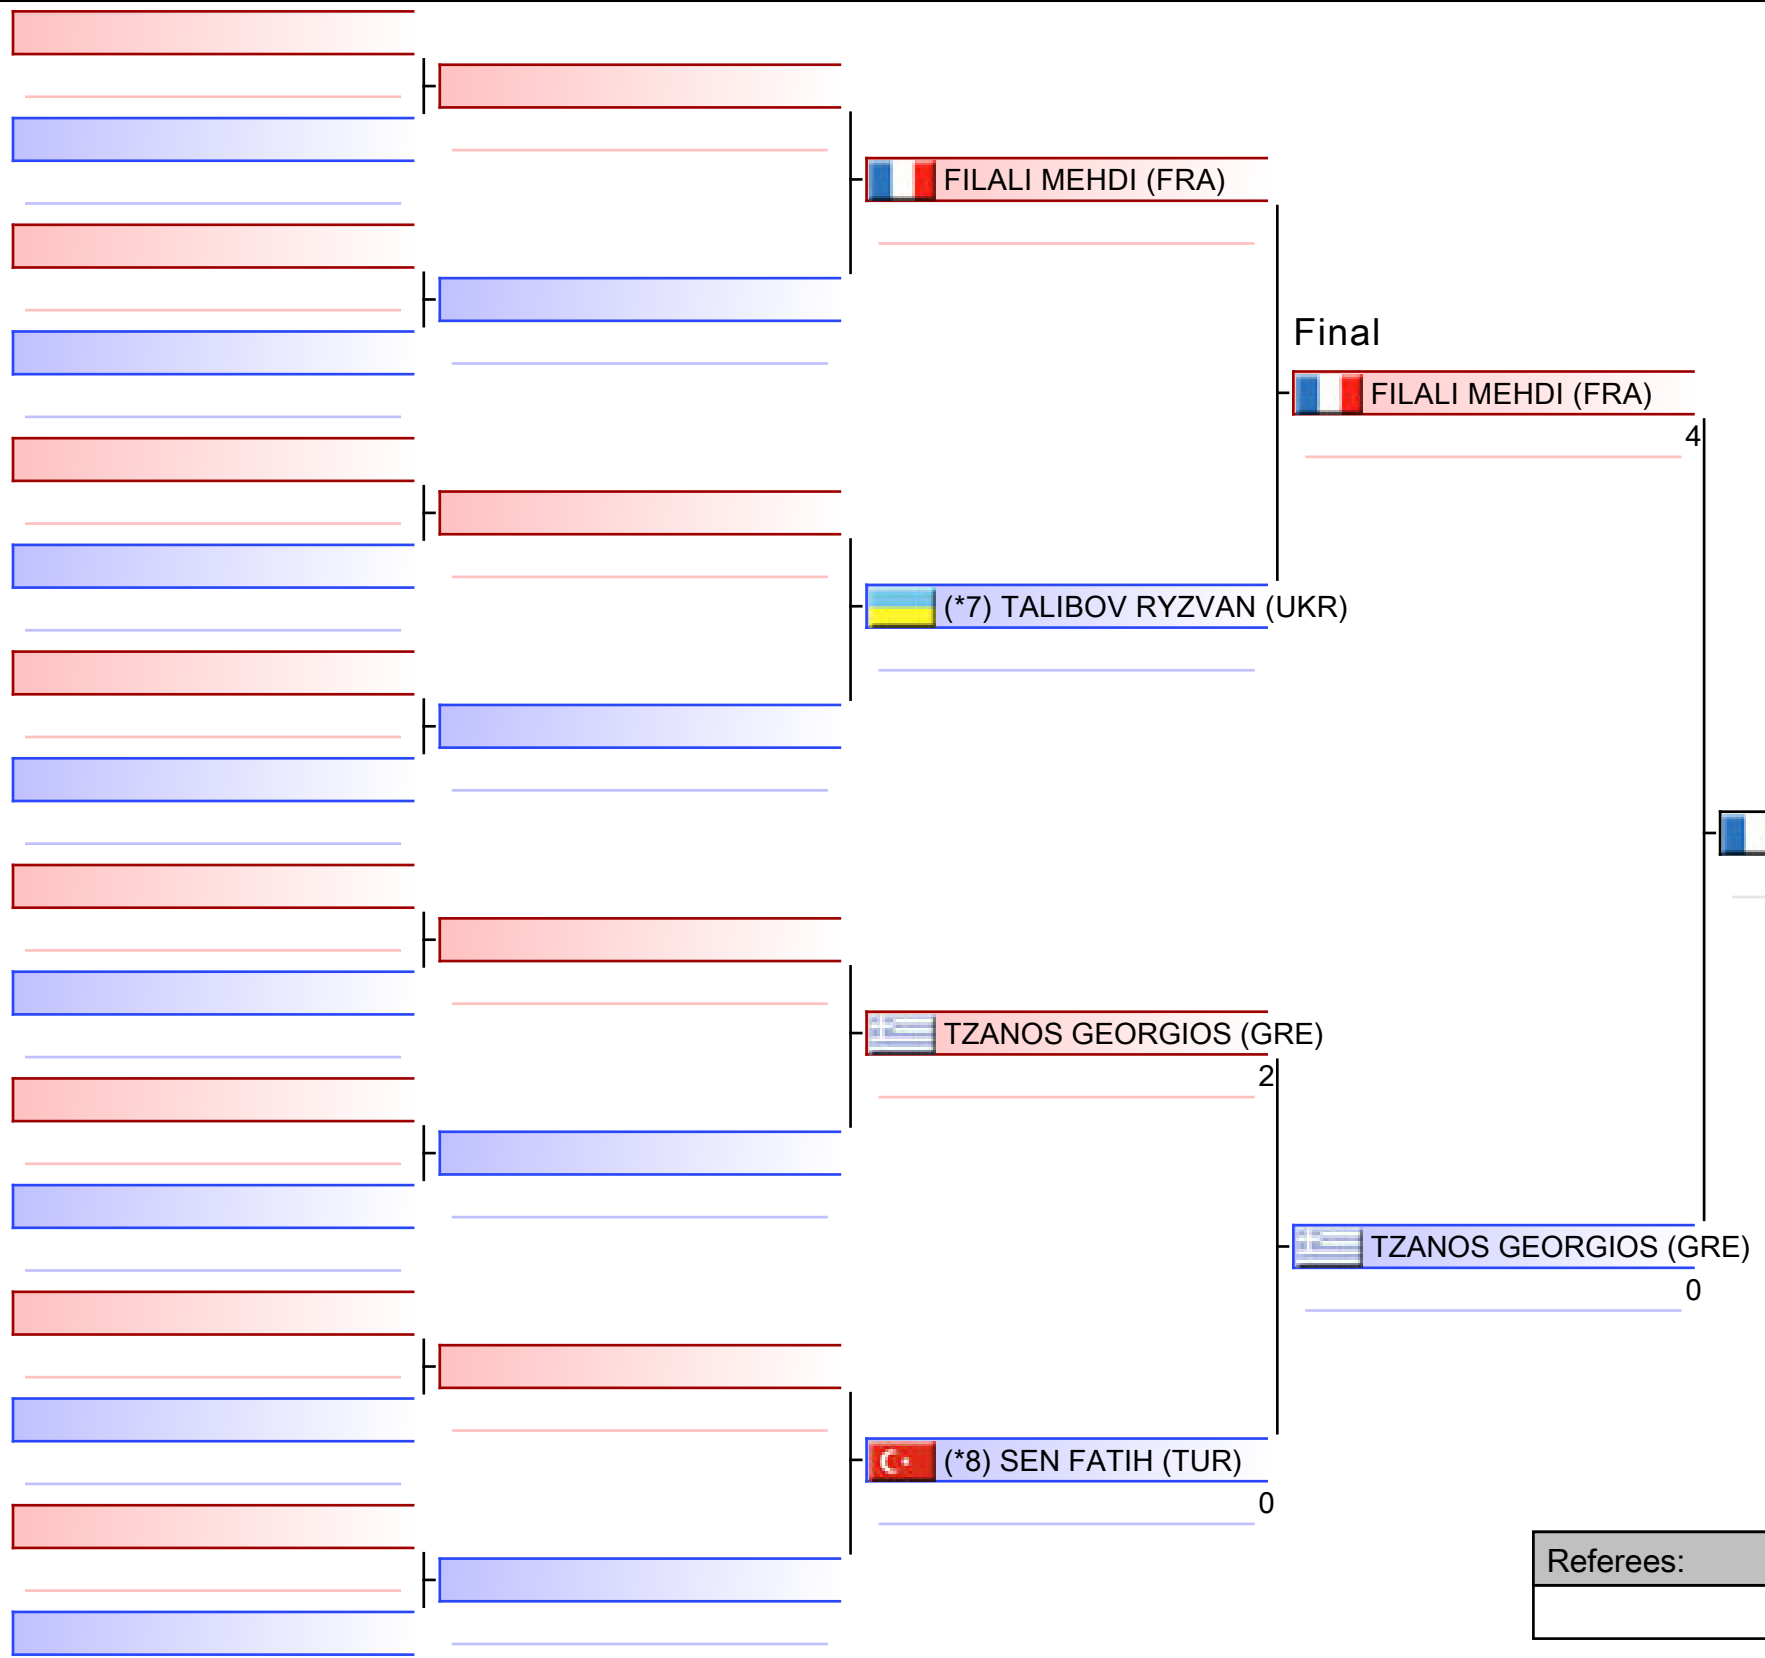 FILALI MEHDI (FRA)
Final
FILALI MEHDI (FRA)
4
(*7) TALIBOV RYZVAN (UKR)
TZANOS GEORGIOS (GRE)
2
TZANOS GEORGIOS (GRE)
0
(*8) SEN FATIH (TUR)
0
Referees: